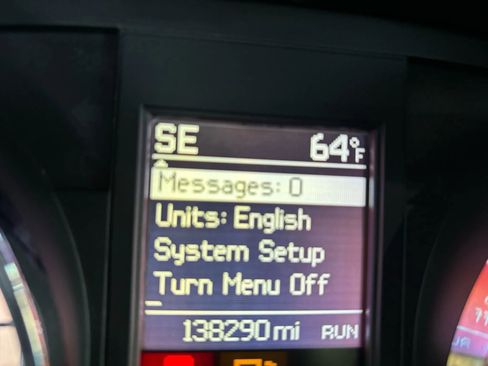 SE 64°F
Messages: 0
Units: English
System Setup
Turn Menu Off
138290 mi RUN